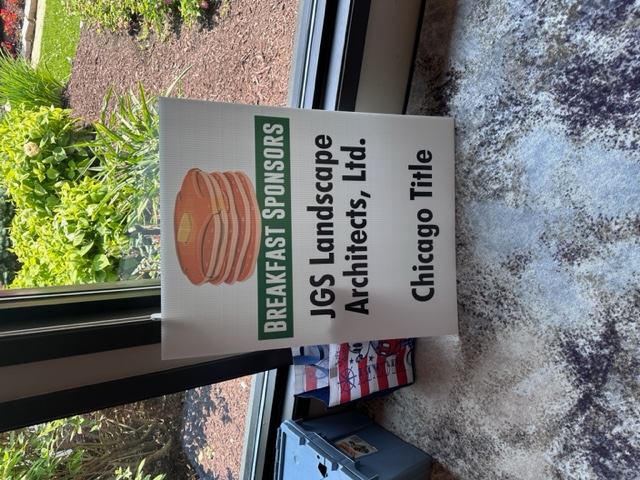 BREAKFAST SPONSORS
JGS Landscape
Architects, Ltd.
Chicago Title